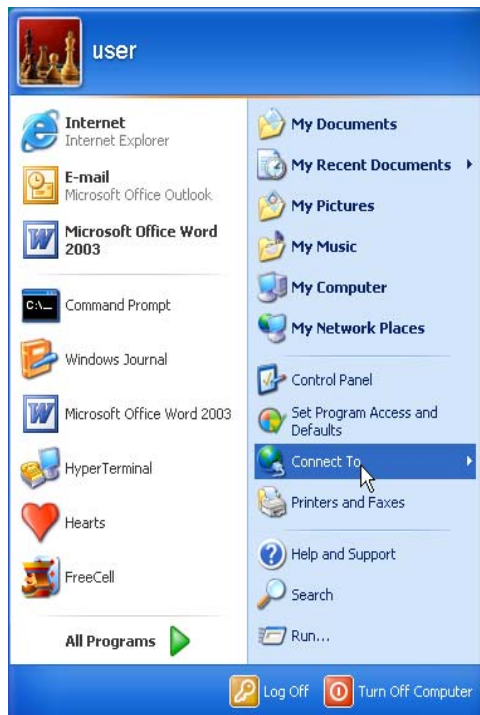 user
Internet
Internet Explorer
E-mail
Microsoft Office Outlook
Microsoft Office Word
2003
C:\_
Command Prompt
Windows Journal
Microsoft Office Word 2003
HyperTerminal
Hearts
FreeCell
All Programs
My Documents
My Recent Documents
My Pictures
My Music
My Computer
My Network Places
Control Panel
Set Program Access and
Defaults
Connect To
Printers and Faxes
Help and Support
Search
Run...
Log Off
Turn Off Computer